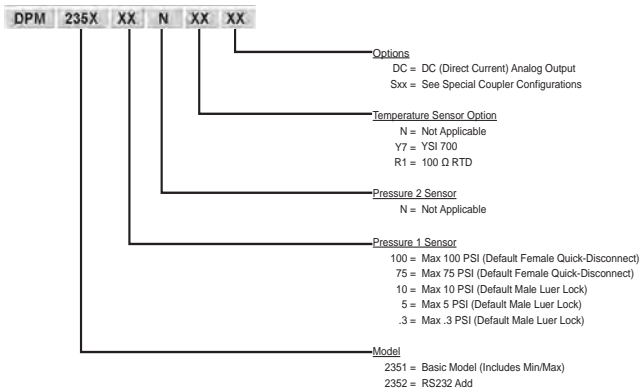 DPM 235X XX N XX XX
Options
DC = DC (Direct Current) Analog Output
Sxx = See Special Coupler Configurations
Temperature Sensor Option
N = Not Applicable
Y7 = YSI 700
R1 = 100 Ω RTD
Pressure 2 Sensor
N = Not Applicable
Pressure 1 Sensor
100 = Max 100 PSI (Default Female Quick-Disconnect)
75 = Max 75 PSI (Default Female Quick-Disconnect)
10 = Max 10 PSI (Default Male Luer Lock)
5 = Max 5 PSI (Default Male Luer Lock)
.3 = Max .3 PSI (Default Male Luer Lock)
Model
2351 = Basic Model (Includes Min/Max)
2352 = RS232 Add